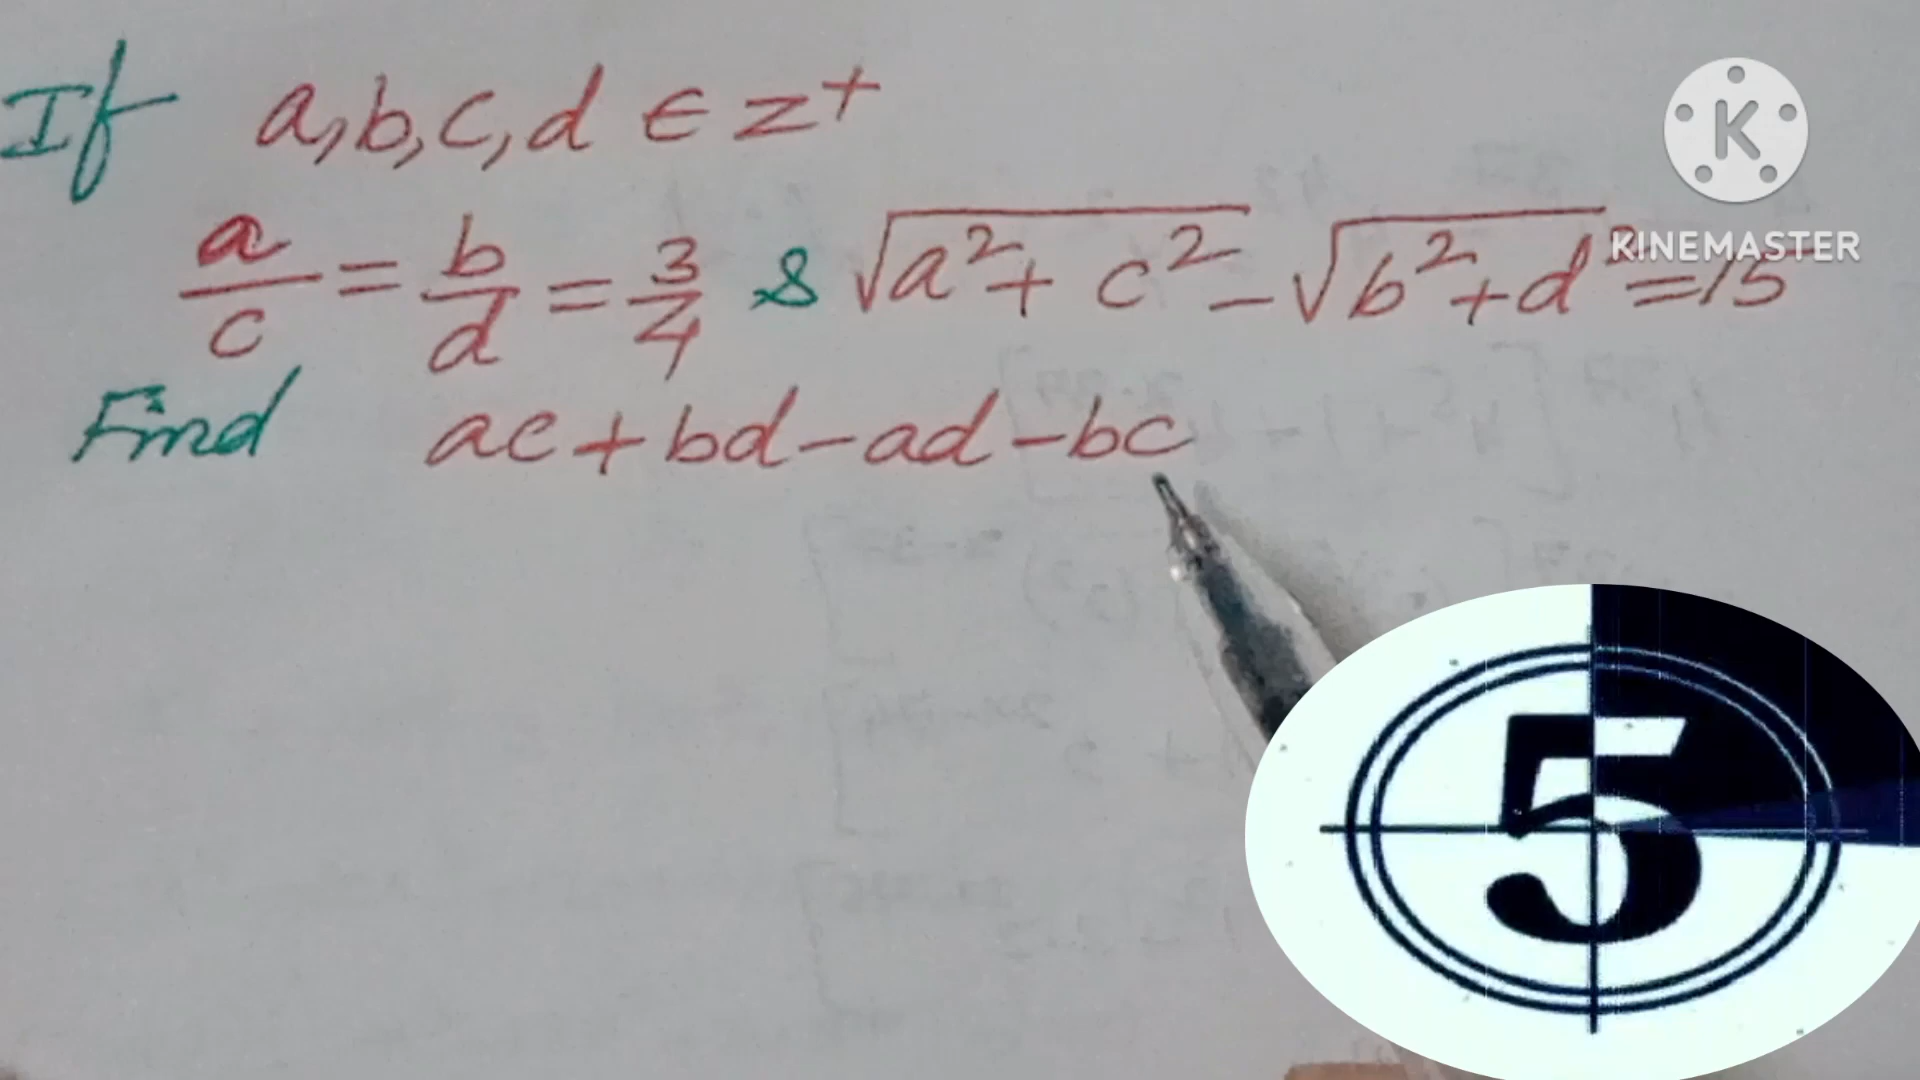 If a, b, c, d ∈ z⁺
a/c = b/d = 3/4 & √(a² + c²) - √(b² + d²) = 15
Find ac + bd - ad - bc
K
KINEMASTER
5